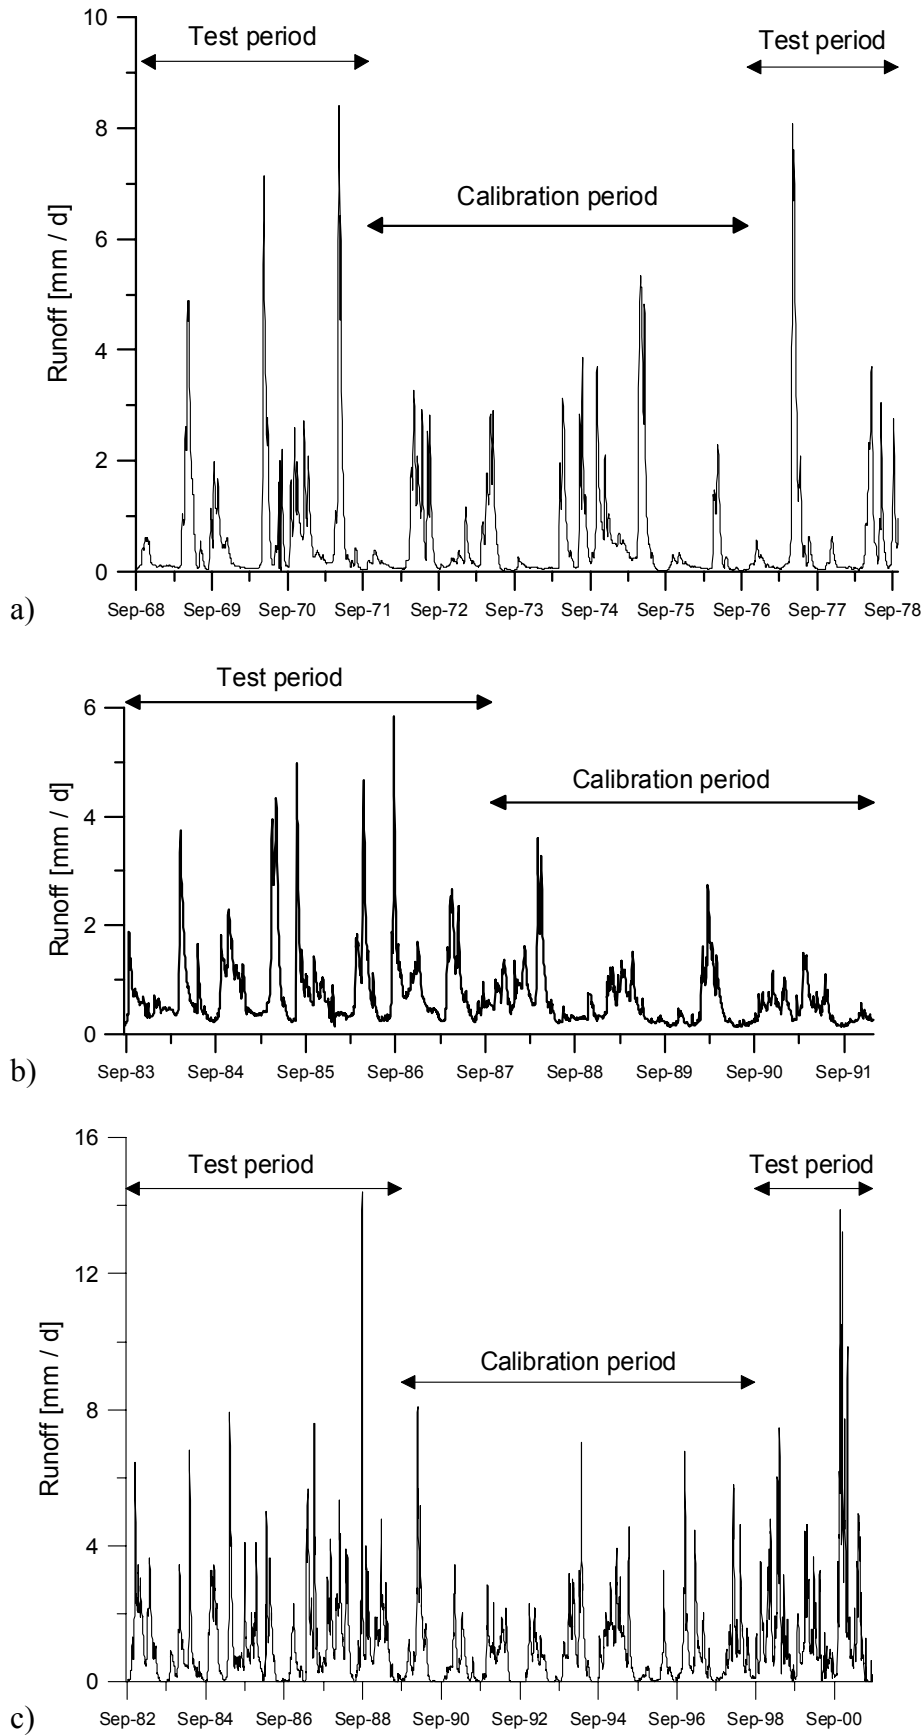 10
8
6
4
2
0
Runoff [mm / d]
Test period
Test period
Calibration period
Sep-68 Sep-69 Sep-70 Sep-71 Sep-72 Sep-73 Sep-74 Sep-75 Sep-76 Sep-77 Sep-78
a)
6
4
2
0
Runoff [mm / d]
Test period
Calibration period
Sep-83 Sep-84 Sep-85 Sep-86 Sep-87 Sep-88 Sep-89 Sep-90 Sep-91
b)
16
12
8
4
0
Runoff [mm / d]
Test period
Test period
Calibration period
Sep-82 Sep-84 Sep-86 Sep-88 Sep-90 Sep-92 Sep-94 Sep-96 Sep-98 Sep-00
c)